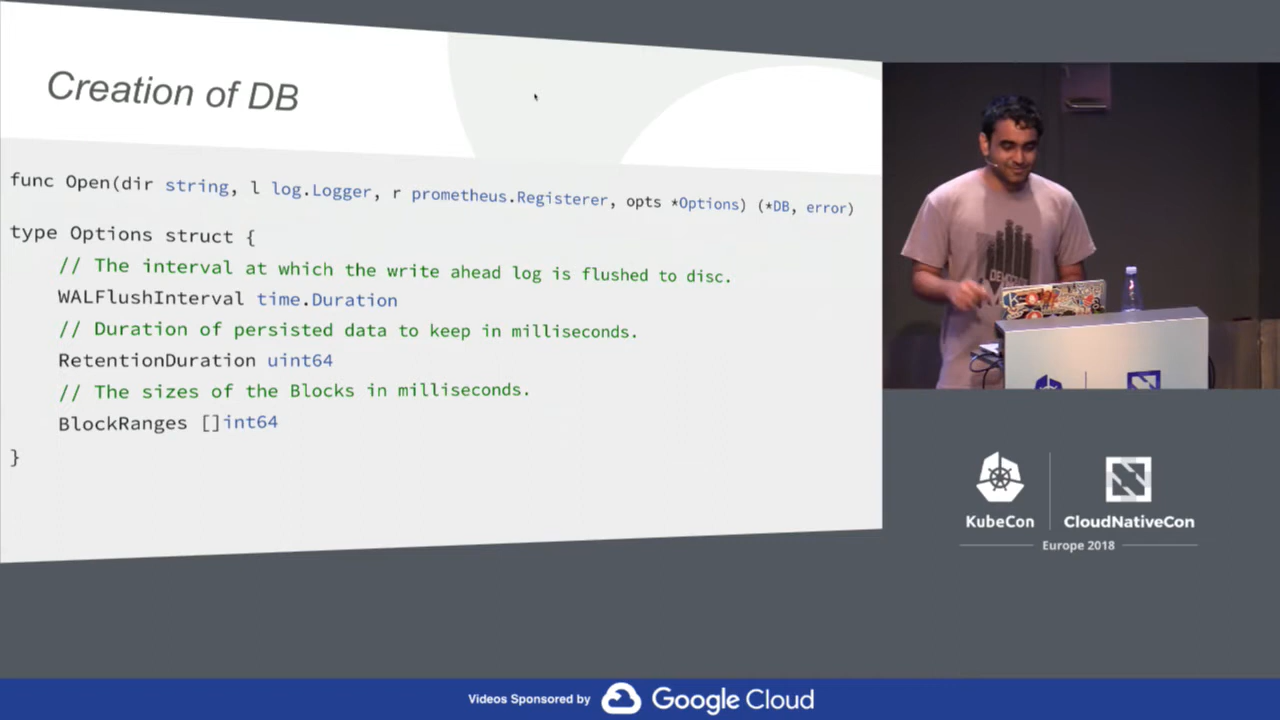 Creation of DB
func Open(dir string, l log.Logger, r prometheus.Registerer, opts *Options) (*DB, error)
type Options struct {
// The interval at which the write ahead log is flushed to disc.
WALFlushInterval time.Duration
// Duration of persisted data to keep in milliseconds.
RetentionDuration uint64
// The sizes of the Blocks in milliseconds.
BlockRanges []int64
}
KubeCon
CloudNativeCon
Europe 2018
Videos Sponsored by Google Cloud